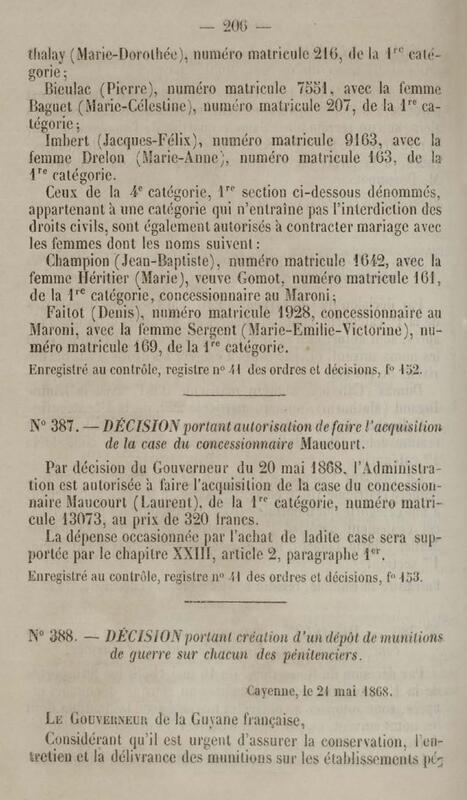 — 206 —
thalay (Marie-Dorothée), numéro matricule 216, de la 1re caté-
gorie;
Bieulac (Pierre), numéro matricule 7551, avec la femme
Baguet (Marie-Célestine), numéro matricule 207, de la 1re ca-
tégorie;
Imbert (Jacques-Félix), numéro matricule 9163, avec la
femme Drelon (Marie-Anne), numéro matricule 163, de la
1re catégorie.
Ceux de la 4e catégorie, 1re section ci-dessous dénommés,
appartenant à une catégorie qui n'entraîne pas l'interdiction des
droits civils, sont également autorisés à contracter mariage avec
les femmes dont les noms suivent :
Champion (Jean-Baptiste), numéro matricule 1642, avec la
femme Héritier (Marie), veuve Gomot, numéro matricule 161,
de la 1re catégorie, concessionnaire au Maroni;
Faitot (Denis), numéro matricule 1928, concessionnaire au
Maroni, avec la femme Sergent (Marie-Emilie-Victorine), nu-
méro matricule 169, de la 1re catégorie.
Enregistré au contrôle, registre no 41 des ordres et décisions, fo 152.
No 387. — DÉCISION portant autorisation de faire l'acquisition
de la case du concessionnaire Maucourt.
Par décision du Gouverneur du 20 mai 1868, l'Administra-
tion est autorisée à faire l'acquisition de la case du concession-
naire Maucourt (Laurent), de la 1re catégorie, numéro matri-
cule 13073, au prix de 320 francs.
La dépense occasionnée par l'achat de ladite case sera sup-
portée par le chapitre XXIII, article 2, paragraphe 1er.
Enregistré au contrôle, registre no 41 des ordres et décisions, fo 153.
No 388. — DÉCISION portant création d'un dépôt de munitions
de guerre sur chacun des pénitenciers.
Cayenne, le 21 mai 1868.
LE GOUVERNEUR de la Guyane française,
Considérant qu'il est urgent d'assurer la conservation, l'en-
tretien et la délivrance des munitions sur les établissements pé-